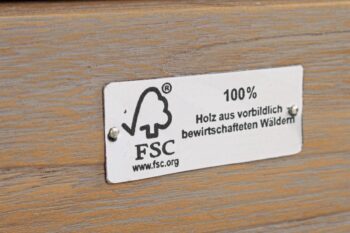 ®
FSC
www.fsc.org
100%
Holz aus vorbildlich
bewirtschafteten Wäldern